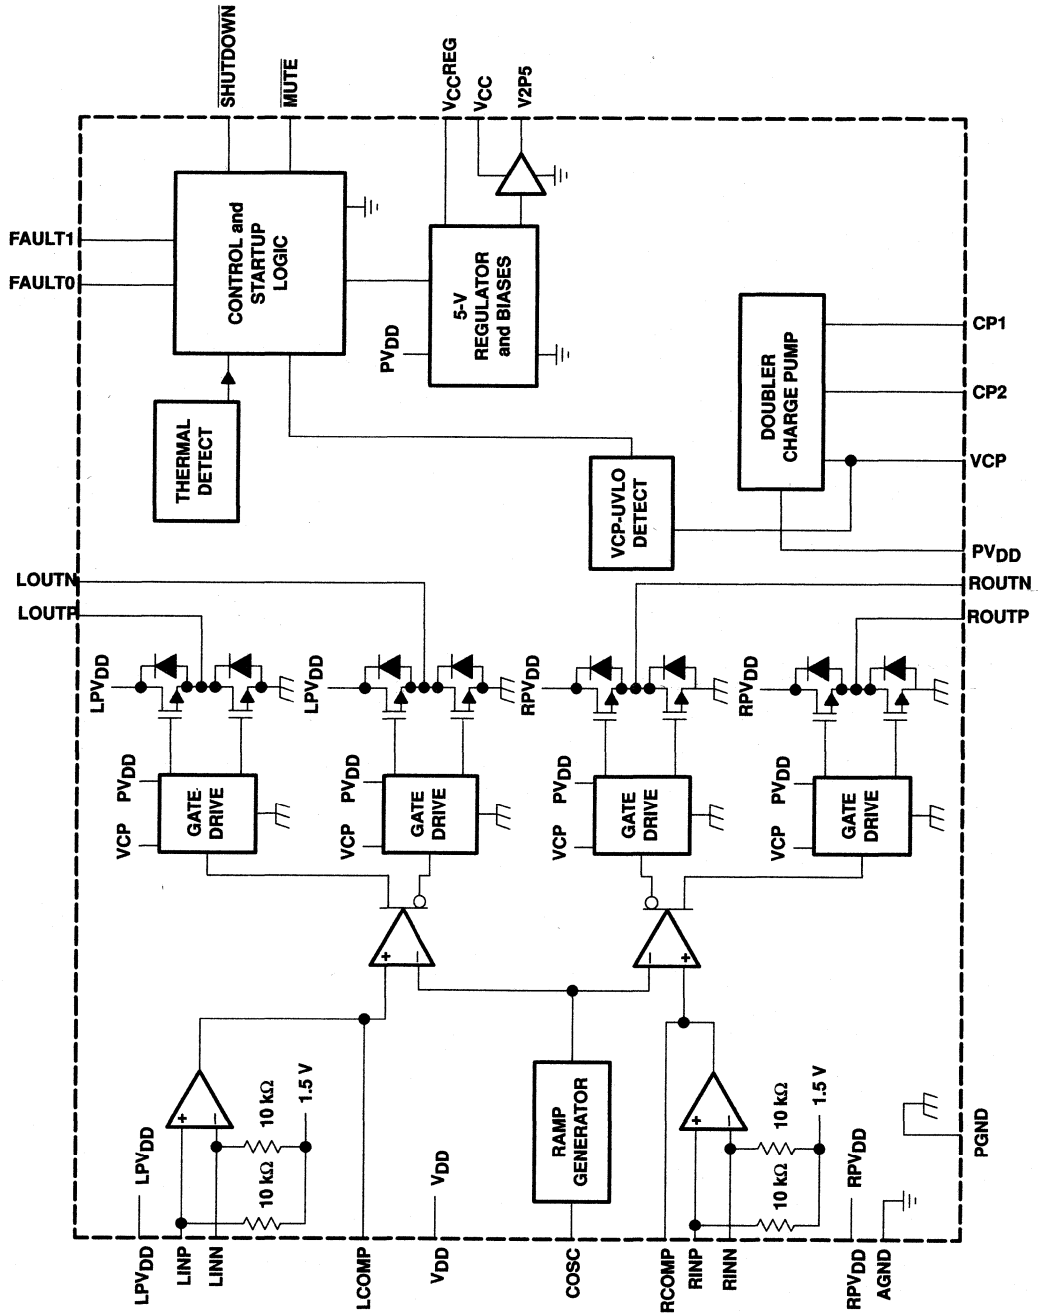 SHUTDOWN
MUTE
VCCREG
VCC
V2P5
FAULT1
FAULT0
CONTROL and
STARTUP
LOGIC
5-V
REGULATOR
and BIASES
PVDD
THERMAL
DETECT
DOUBLER
CHARGE PUMP
CP1
CP2
VCP
PVDD
VCP-UVLO
DETECT
LOUTN
LOUTP
ROUTN
ROUTP
LPVDD
LPVDD
RPVDD
RPVDD
PVDD
VCP
GATE
DRIVE
PVDD
VCP
GATE
DRIVE
PVDD
VCP
GATE
DRIVE
PVDD
VCP
GATE
DRIVE
+
−
−
+
+
−
10 kΩ
10 kΩ
1.5 V
RAMP
GENERATOR
+
−
10 kΩ
10 kΩ
1.5 V
LPVDD
VDD
RPVDD
LPVDD
LINP
LINN
LCOMP
VDD
COSC
RCOMP
RINP
RINN
RPVDD
AGND
PGND